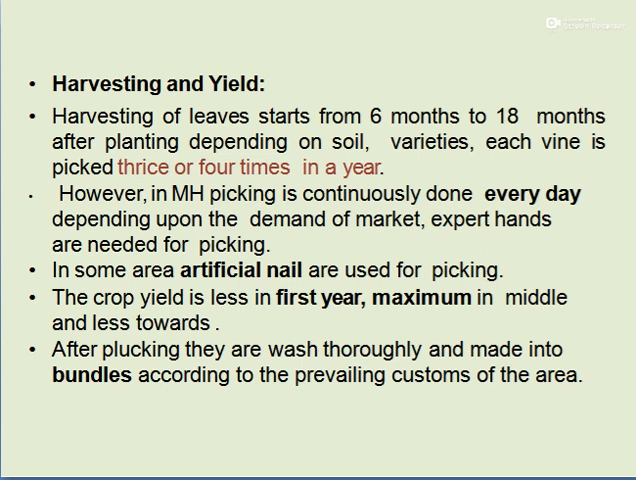 • Harvesting and Yield:
• Harvesting of leaves starts from 6 months to 18 months
after planting depending on soil, varieties, each vine is
picked thrice or four times in a year.
• However, in MH picking is continuously done every day
depending upon the demand of market, expert hands
are needed for picking.
• In some area artificial nail are used for picking.
• The crop yield is less in first year, maximum in middle
and less towards .
• After plucking they are wash thoroughly and made into
bundles according to the prevailing customs of the area.